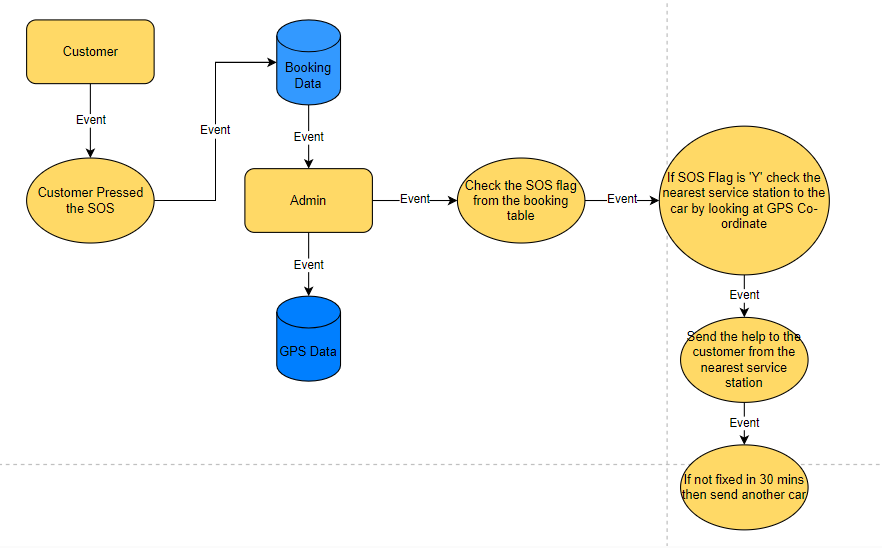 Customer
Event
Customer Pressed
the SOS
Event
Booking
Data
Event
Admin
Event
GPS Data
Event
Check the SOS flag
from the booking
table
Event
If SOS Flag is 'Y' check the
nearest service station to the
car by looking at GPS Co-
ordinate
Event
Send the help to the
customer from the
nearest service
station
Event
If not fixed in 30 mins
then send another car